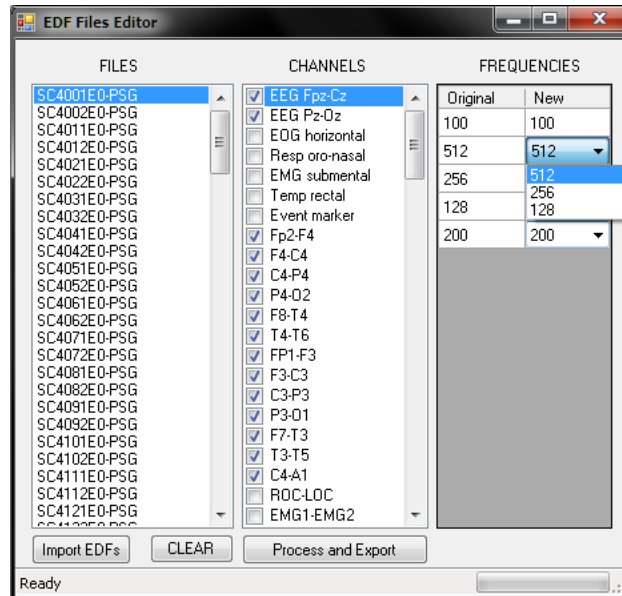 EDF Files Editor
FILES
SC4001E0-PSG
SC4002E0-PSG
SC4011E0-PSG
SC4012E0-PSG
SC4021E0-PSG
SC4022E0-PSG
SC4031E0-PSG
SC4032E0-PSG
SC4041E0-PSG
SC4042E0-PSG
SC4051E0-PSG
SC4052E0-PSG
SC4061E0-PSG
SC4062E0-PSG
SC4071E0-PSG
SC4072E0-PSG
SC4081E0-PSG
SC4082E0-PSG
SC4091E0-PSG
SC4092E0-PSG
SC4101E0-PSG
SC4102E0-PSG
SC4111E0-PSG
SC4112E0-PSG
SC4121E0-PSG
CHANNELS
EEG Fpz-Cz
EEG Pz-Oz
EOG horizontal
Resp oro-nasal
EMG submental
Temp rectal
Event marker
Fp2-F4
F4-C4
C4-P4
P4-O2
F8-T4
T4-T6
FP1-F3
F3-C3
C3-P3
P3-O1
F7-T3
T3-T5
C4-A1
ROC-LOC
EMG1-EMG2
FREQUENCIES
Original New
100 100
512 512
256 512
256
128 128
200 200
Import EDFs CLEAR Process and Export
Ready